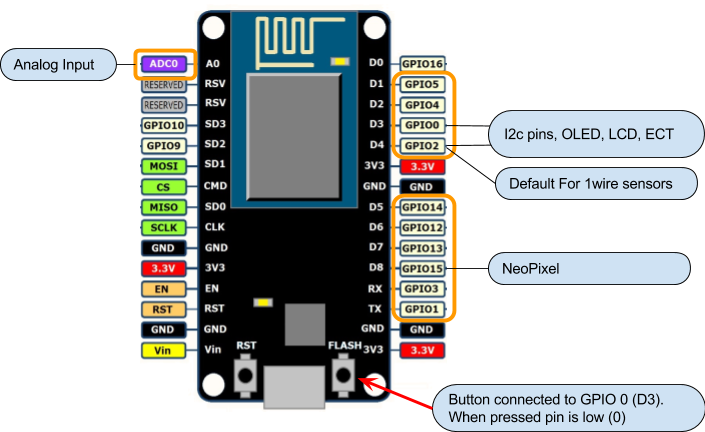 Analog Input
ADC0 A0 D0 GPIO16
RESERVED RSV D1 GPIO5
RESERVED RSV D2 GPIO4
GPIO10 SD3 D3 GPIO0
I2c pins, OLED, LCD, ECT
GPIO9 SD2 D4 GPIO2
MOSI SD1 3V3 3.3V
Default For 1wire sensors
CS CMD GND GND
MISO SD0 D5 GPIO14
SCLK CLK D6 GPIO12
GND GND D7 GPIO13
3.3V 3V3 D8 GPIO15
NeoPixel
EN EN RX GPIO3
RST RST TX GPIO1
GND GND GND GND
Vin Vin 3V3 3.3V
RST FLASH
Button connected to GPIO 0 (D3).
When pressed pin is low (0)